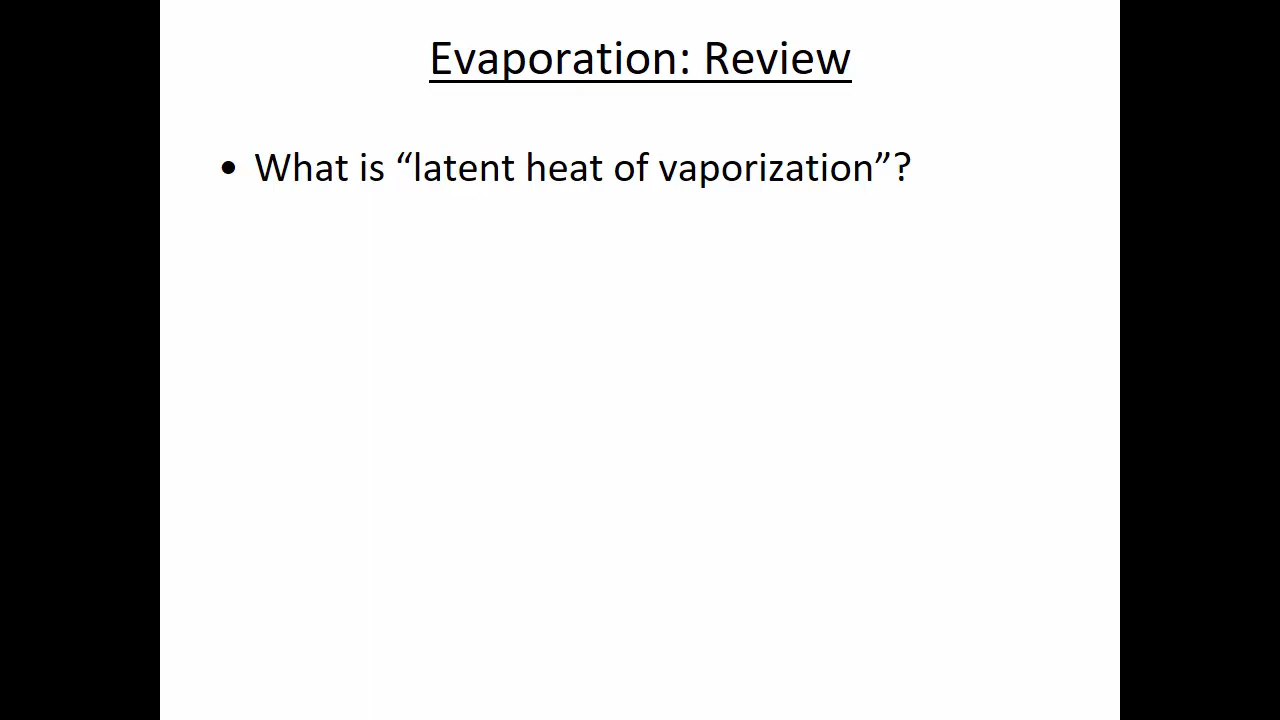 Evaporation: Review
• What is “latent heat of vaporization”?